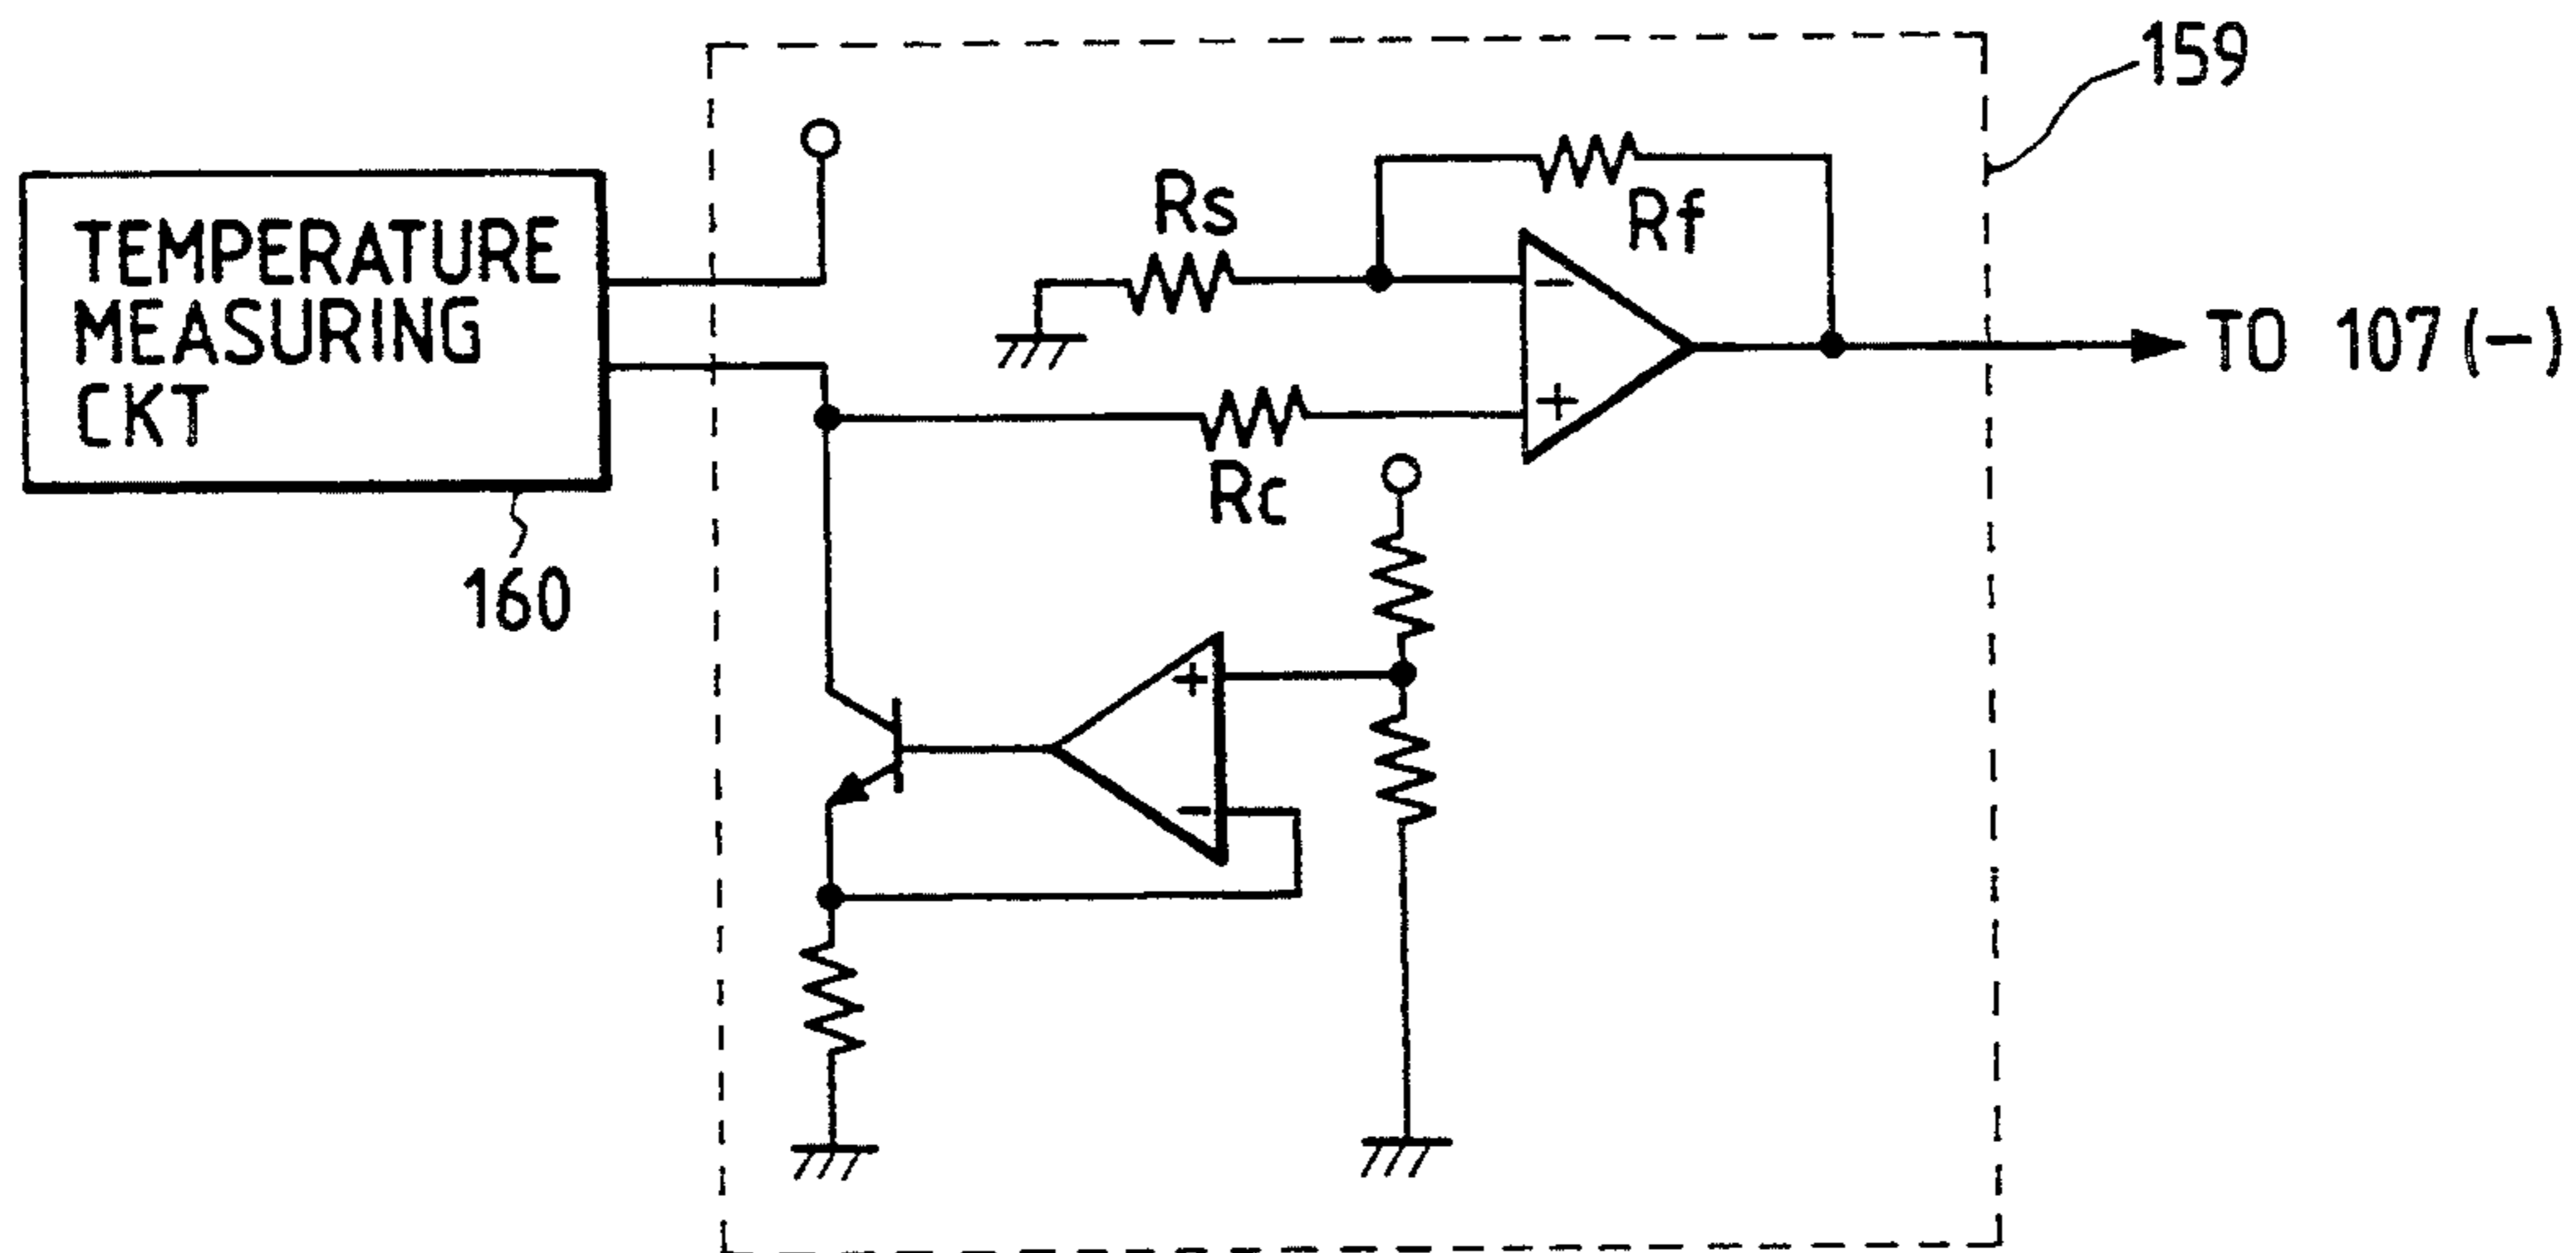 159
TEMPERATURE
MEASURING
CKT
160
Rs
Rf
-
+
TO 107 (-)
Rc
+
-